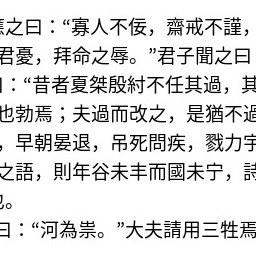 應之曰：“寡人不佞，齋戒不謹，
君憂，拜命之辱。”君子聞之曰
曰：“昔者夏桀殷紂不任其過，其
也勃焉；夫過而改之，是猶不過
，早朝晏退，吊死問疾，戮力宇
之語，則年谷未丰而國未宁，詩
也。
曰：“河為祟。”大夫請用三牲焉